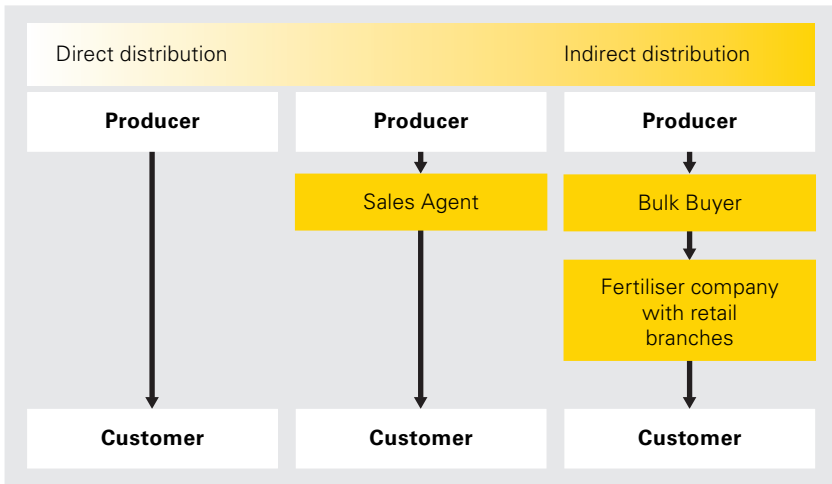 Direct distribution
Indirect distribution
Producer
Producer
Producer
Sales Agent
Bulk Buyer
Fertiliser company
with retail
branches
Customer
Customer
Customer